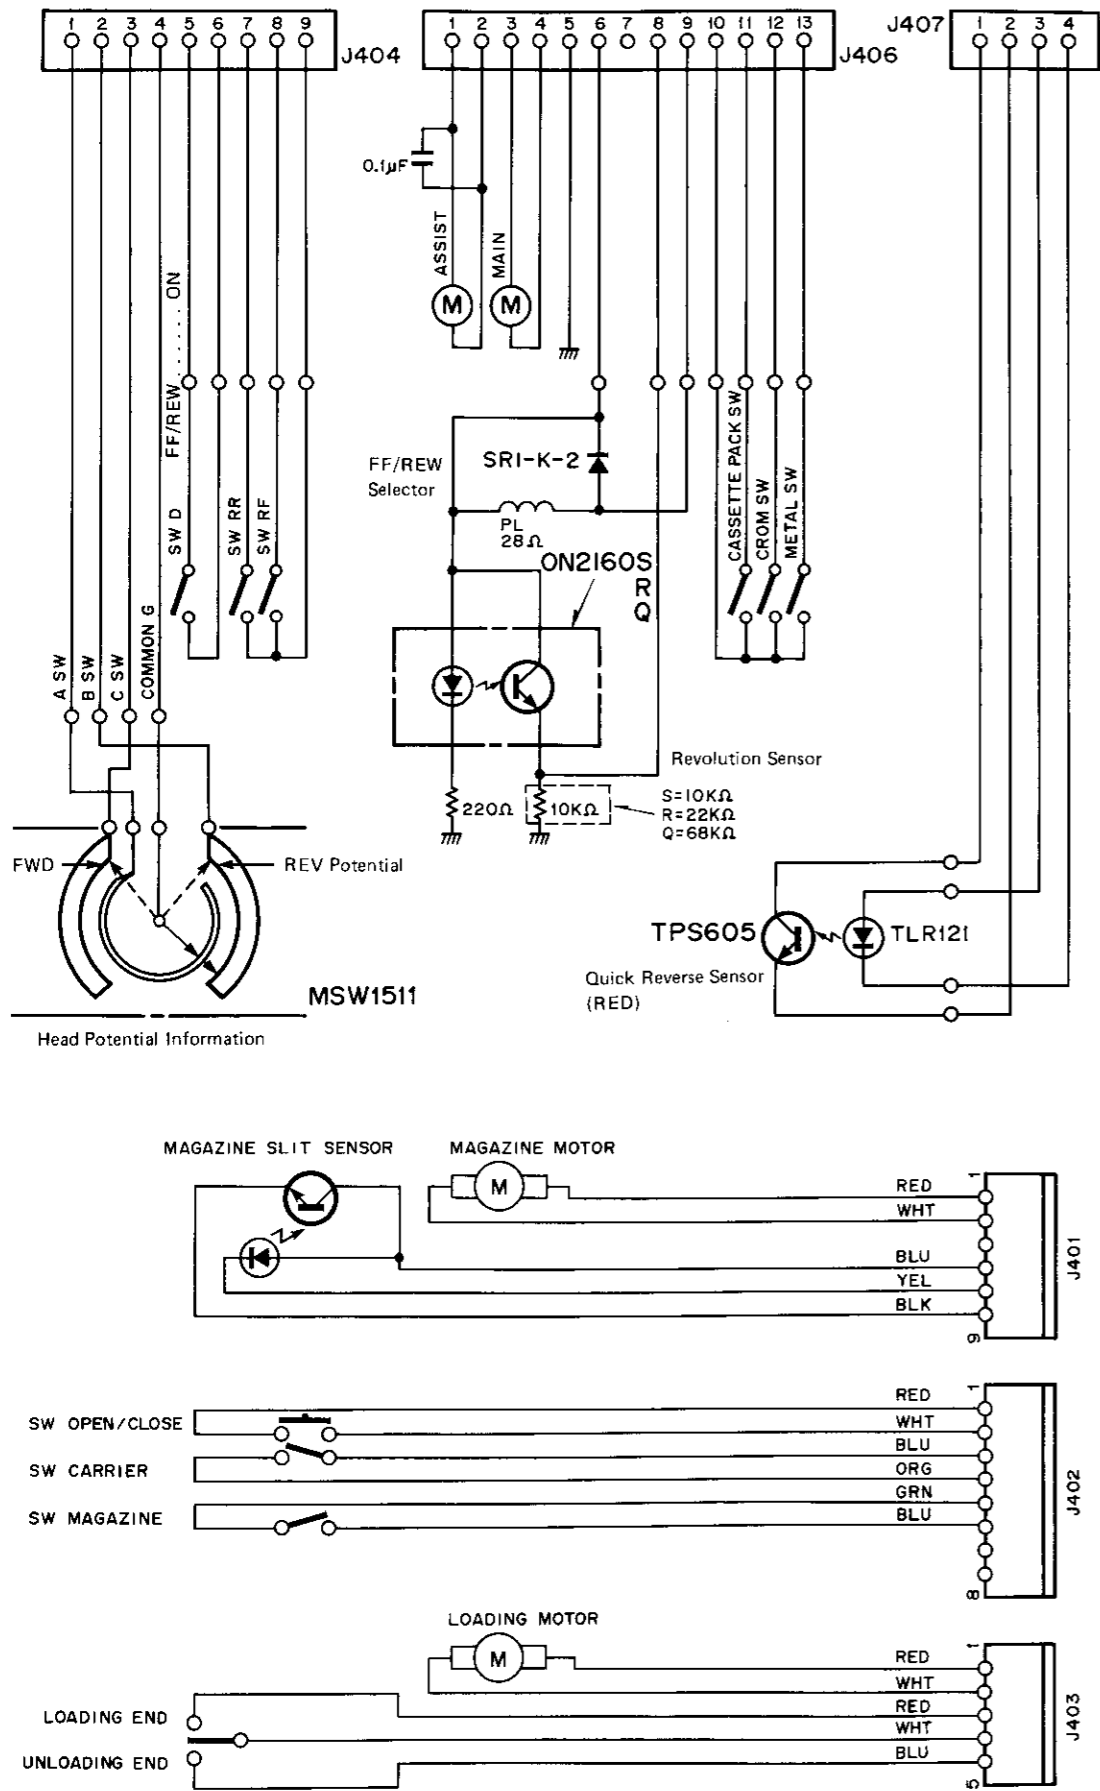 1 2 3 4 5 6 7 8 9
J404
1 2 3 4 5 6 7 8 9 10 11 12 13
J406
J407
1 2 3 4
0.1µF
ASSIST
MAIN
M
M
FF/REW......ON
SW D
SW RR
SW RF
A SW
B SW
C SW
COMMON G
FF/REW
Selector
SR1-K-2
PL
28Ω
ON2160S
R
Q
CASSETTE PACK SW
CROM SW
METAL SW
Revolution Sensor
220Ω
10KΩ
S=10KΩ
R=22KΩ
Q=68KΩ
FWD
REV Potential
MSW1511
Head Potential Information
TPS605
TLR121
Quick Reverse Sensor
(RED)
MAGAZINE SLIT SENSOR
MAGAZINE MOTOR
M
RED
WHT
BLU
YEL
BLK
1
9
J401
SW OPEN/CLOSE
SW CARRIER
SW MAGAZINE
RED
WHT
BLU
ORG
GRN
BLU
1
8
J402
LOADING MOTOR
M
LOADING END
UNLOADING END
RED
WHT
RED
WHT
BLU
1
5
J403